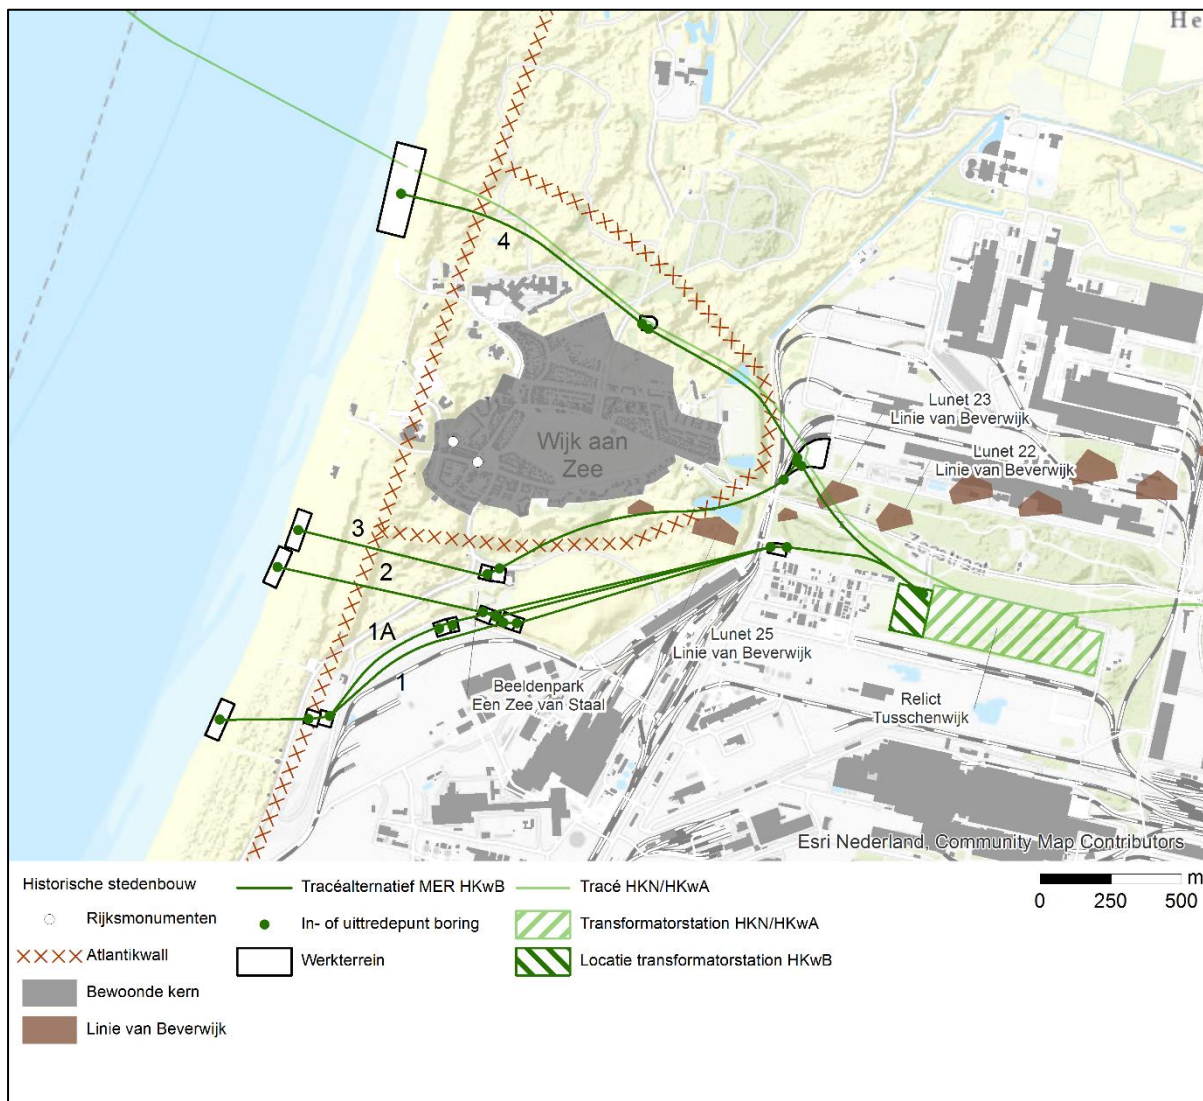 He
4
Lunet 23
Linie van Beverwijk
Wijk aan
Zee
Lunet 22
Linie van Beverwijk
3
2
Zeestraat
1A
1
Lunet 25
Linie van Beverwijk
Beeldenpark
Een Zee van Staal
Relict
Tusschenwijk
Esri Nederland, Community Map Contributors
Historische stedenbouw
Rijksmonumenten
Atlantikwall
Bewoonde kern
Linie van Beverwijk
Tracéalternatief MER HKwB
In- of uittredepunt boring
Werkterrein
Tracé HKN/HKwA
Transformatorstation HKN/HKwA
Locatie transformatorstation HKwB
m
0 250 500